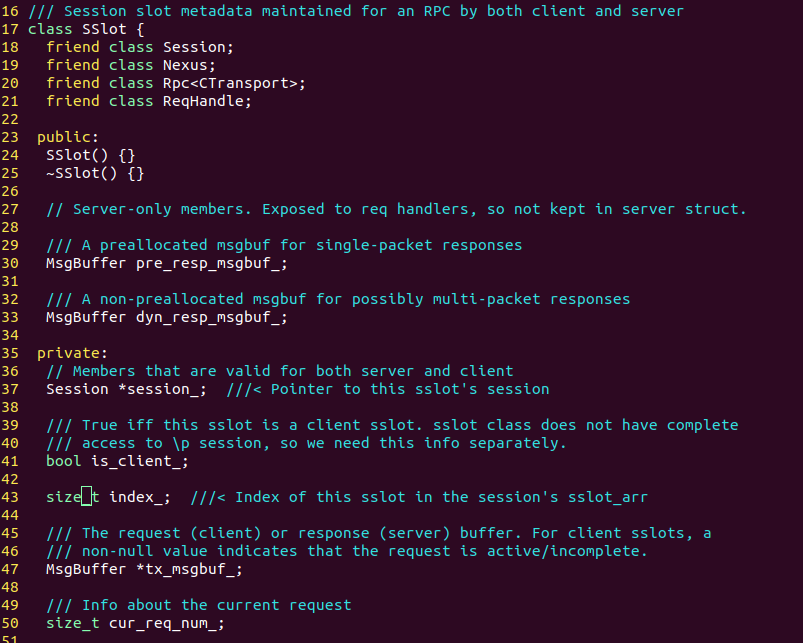 16 /// Session slot metadata maintained for an RPC by both client and server
17 class SSlot {
18   friend class Session;
19   friend class Nexus;
20   friend class Rpc<CTransport>;
21   friend class ReqHandle;
22
23  public:
24   SSlot() {}
25   ~SSlot() {}
26
27   // Server-only members. Exposed to req handlers, so not kept in server struct.
28
29   /// A preallocated msgbuf for single-packet responses
30   MsgBuffer pre_resp_msgbuf_;
31
32   /// A non-preallocated msgbuf for possibly multi-packet responses
33   MsgBuffer dyn_resp_msgbuf_;
34
35  private:
36   // Members that are valid for both server and client
37   Session *session_;  ///< Pointer to this sslot's session
38
39   /// True iff this sslot is a client sslot. sslot class does not have complete
40   /// access to \p session, so we need this info separately.
41   bool is_client_;
42
43   size_t index_;  ///< Index of this sslot in the session's sslot_arr
44
45   /// The request (client) or response (server) buffer. For client sslots, a
46   /// non-null value indicates that the request is active/incomplete.
47   MsgBuffer *tx_msgbuf_;
48
49   /// Info about the current request
50   size_t cur_req_num_;
51